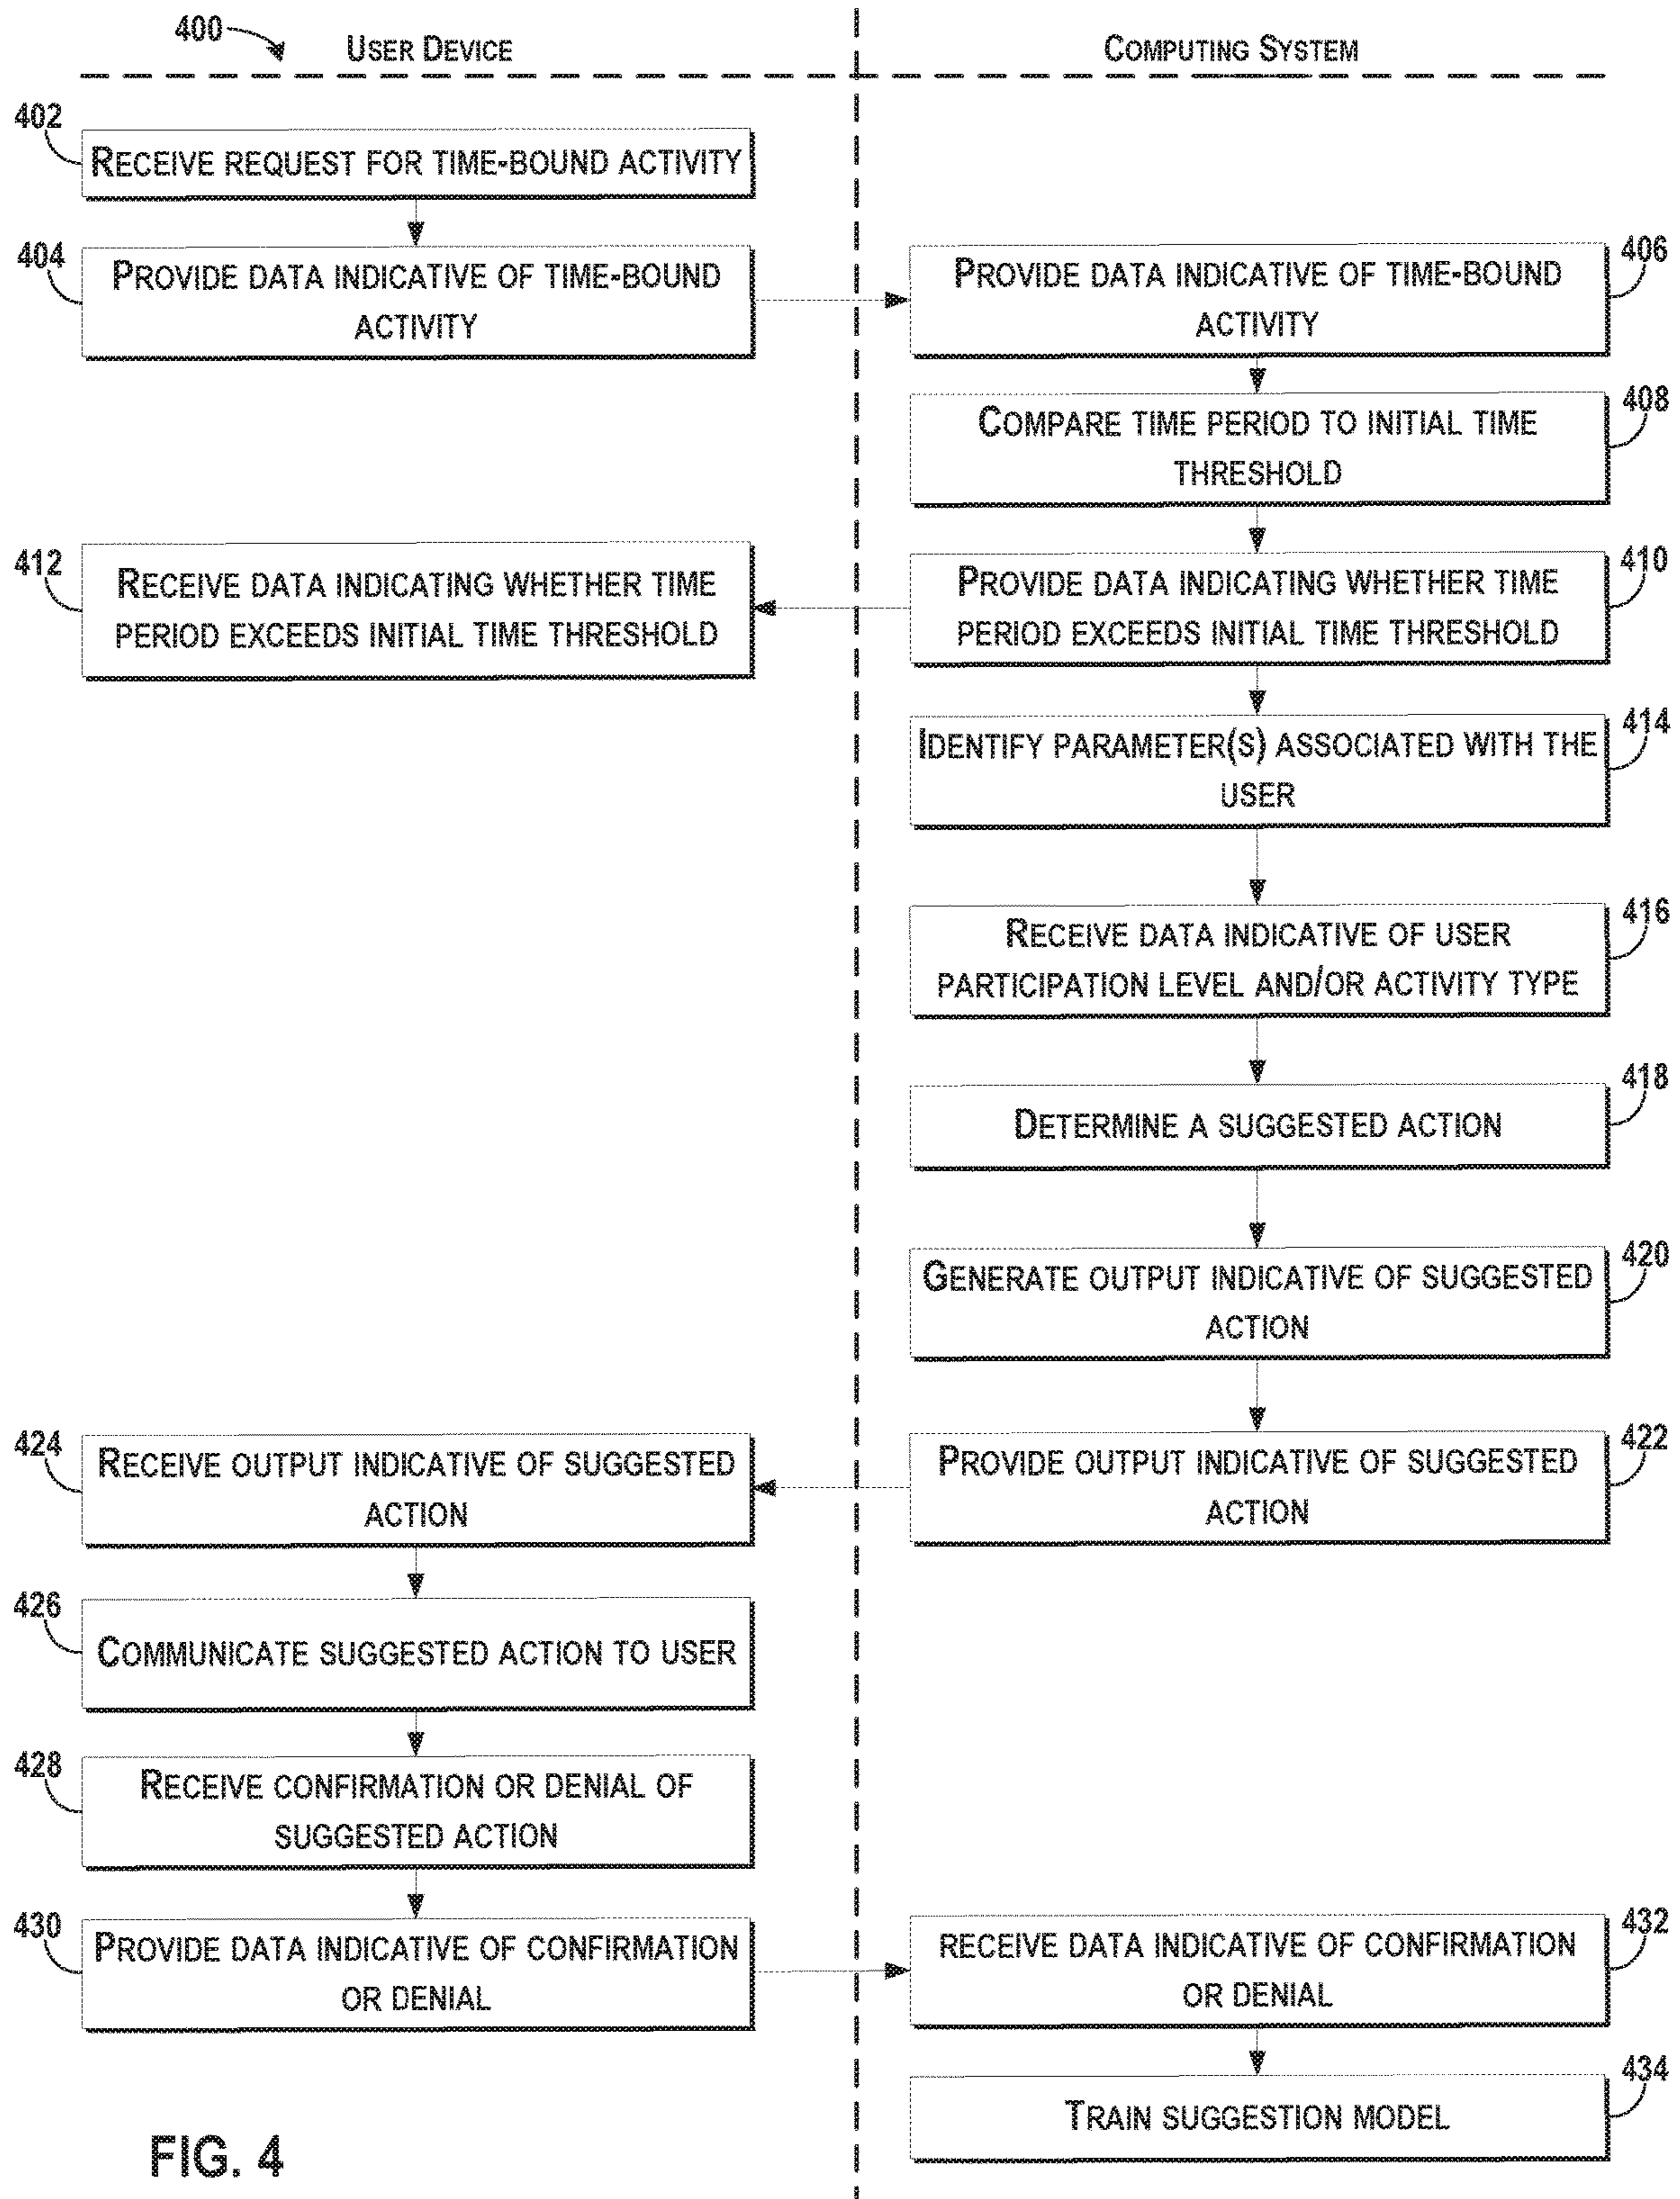 400
USER DEVICE
COMPUTING SYSTEM
402
RECEIVE REQUEST FOR TIME-BOUND ACTIVITY
404
PROVIDE DATA INDICATIVE OF TIME-BOUND
ACTIVITY
406
PROVIDE DATA INDICATIVE OF TIME-BOUND
ACTIVITY
408
COMPARE TIME PERIOD TO INITIAL TIME
THRESHOLD
412
RECEIVE DATA INDICATING WHETHER TIME
PERIOD EXCEEDS INITIAL TIME THRESHOLD
410
PROVIDE DATA INDICATING WHETHER TIME
PERIOD EXCEEDS INITIAL TIME THRESHOLD
414
IDENTIFY PARAMETER(S) ASSOCIATED WITH THE
USER
416
RECEIVE DATA INDICATIVE OF USER
PARTICIPATION LEVEL AND/OR ACTIVITY TYPE
418
DETERMINE A SUGGESTED ACTION
420
GENERATE OUTPUT INDICATIVE OF SUGGESTED
ACTION
424
RECEIVE OUTPUT INDICATIVE OF SUGGESTED
ACTION
422
PROVIDE OUTPUT INDICATIVE OF SUGGESTED
ACTION
426
COMMUNICATE SUGGESTED ACTION TO USER
428
RECEIVE CONFIRMATION OR DENIAL OF
SUGGESTED ACTION
430
PROVIDE DATA INDICATIVE OF CONFIRMATION
OR DENIAL
432
RECEIVE DATA INDICATIVE OF CONFIRMATION
OR DENIAL
434
TRAIN SUGGESTION MODEL
FIG. 4